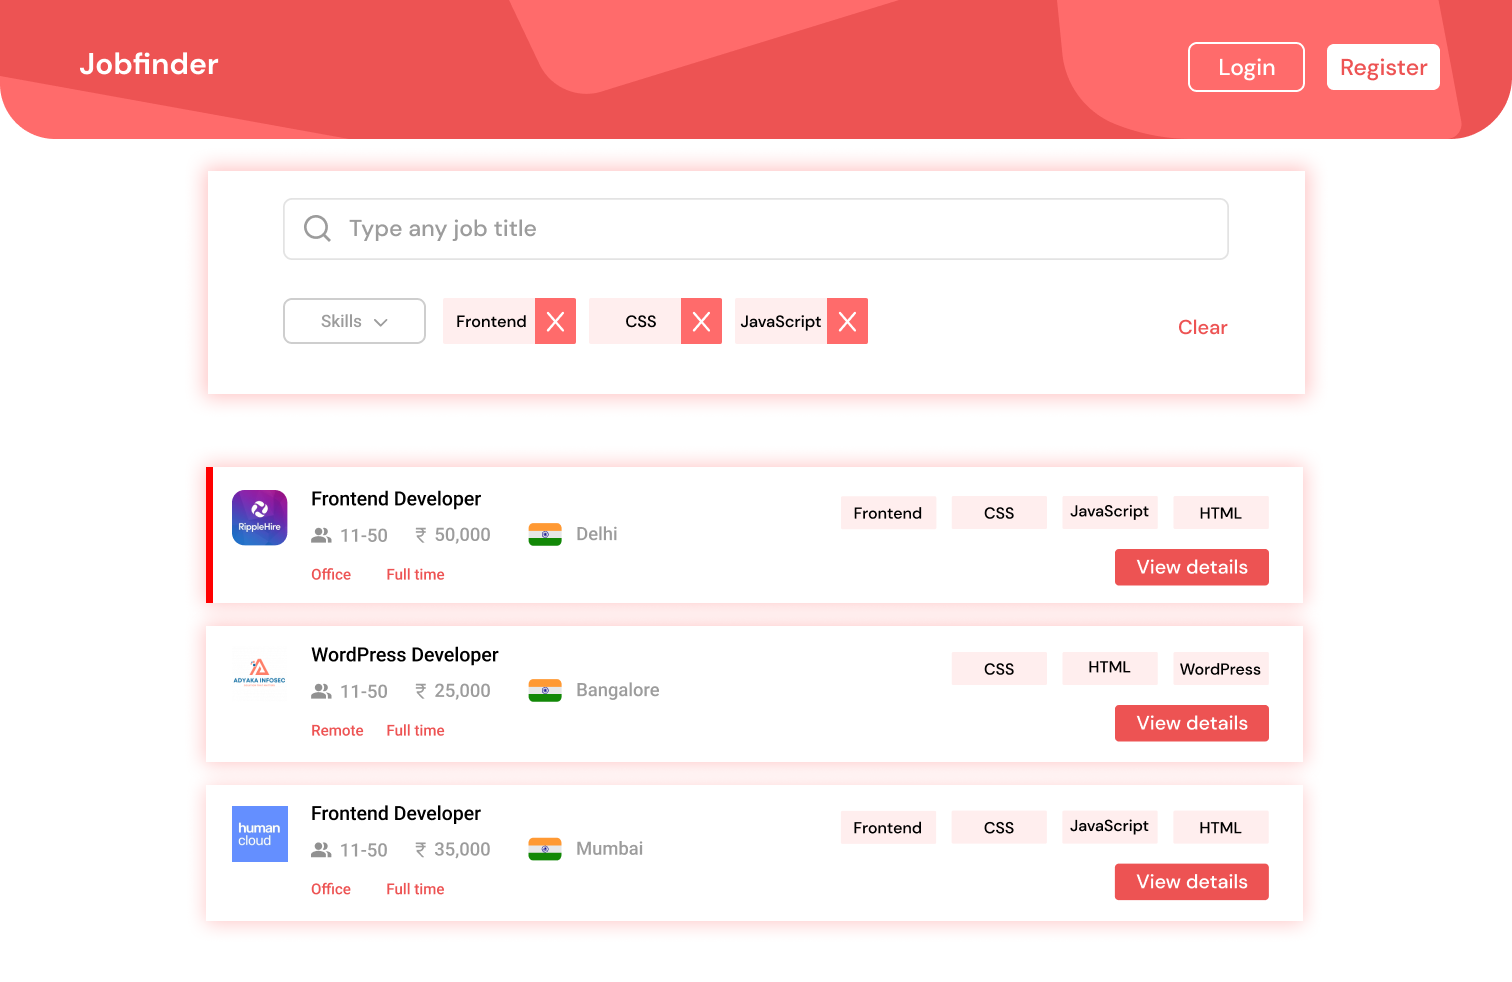 Jobfinder
Login
Register
Type any job title
Skills
Frontend
CSS
JavaScript
Clear
RippleHire
Frontend Developer
11-50 ₹ 50,000 Delhi
Office Full time
Frontend CSS JavaScript HTML
View details
ADYAKA INFOSEC
WordPress Developer
11-50 ₹ 25,000 Bangalore
Remote Full time
CSS HTML WordPress
View details
human
cloud
Frontend Developer
11-50 ₹ 35,000 Mumbai
Office Full time
Frontend CSS JavaScript HTML
View details